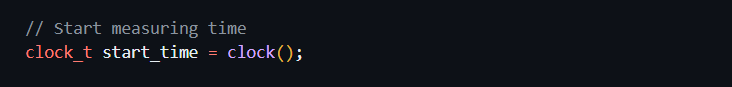 // Start measuring time
clock_t start_time = clock();